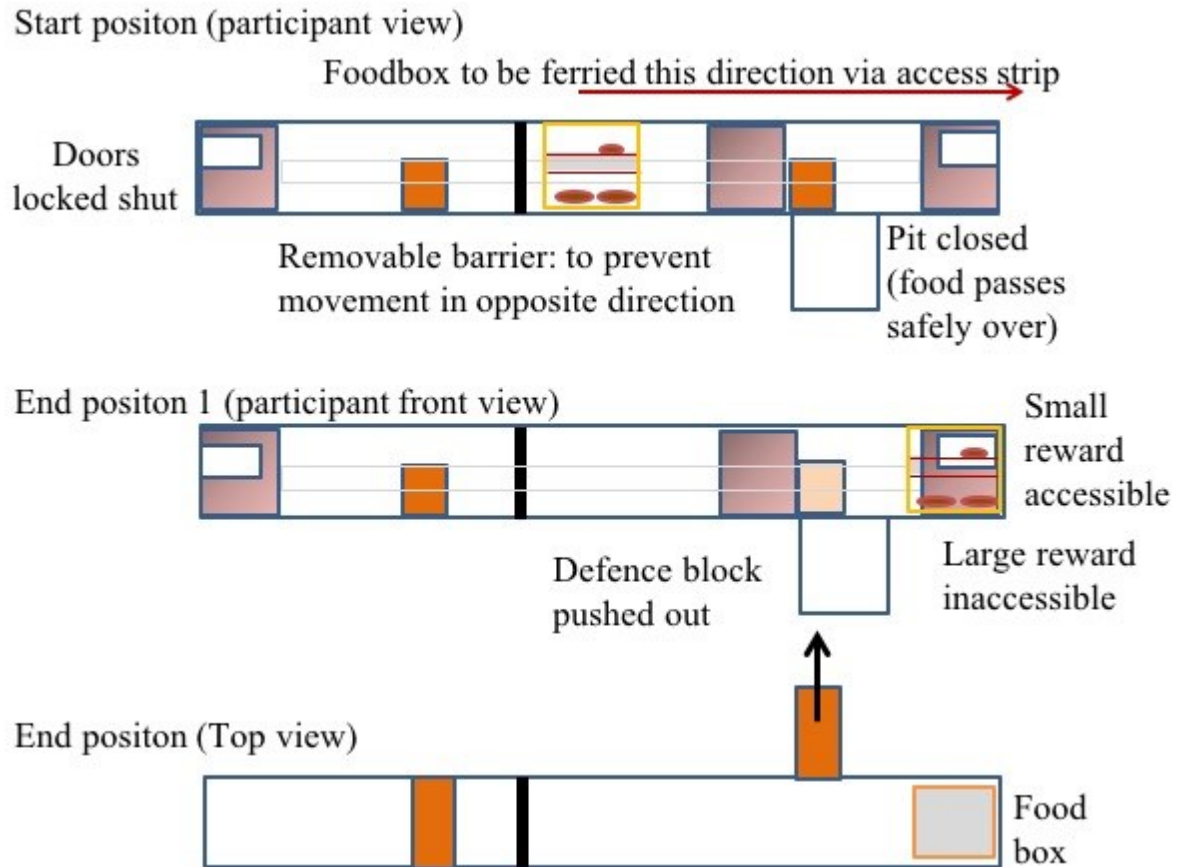 Start positon (participant view)
Foodbox to be ferried this direction via access strip
Doors
locked shut
Removable barrier: to prevent
movement in opposite direction
Pit closed
(food passes
safely over)
End positon 1 (participant front view)
Small
reward
accessible
Defence block
pushed out
Large reward
inaccessible
End positon (Top view)
Food
box